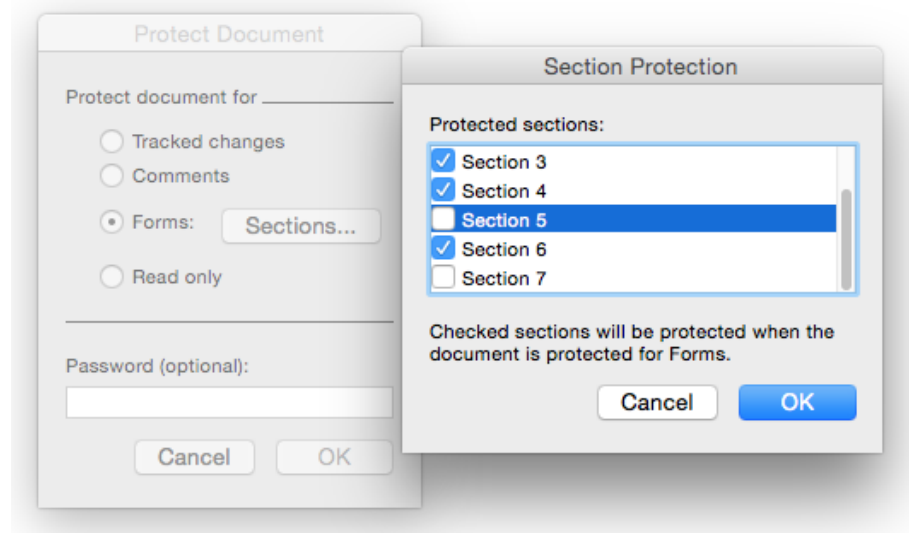 Protect Document
Protect document for
Tracked changes
Comments
Forms:
Sections...
Read only
Password (optional):
Cancel
OK
Section Protection
Protected sections:
Section 3
Section 4
Section 5
Section 6
Section 7
Checked sections will be protected when the
document is protected for Forms.
Cancel
OK